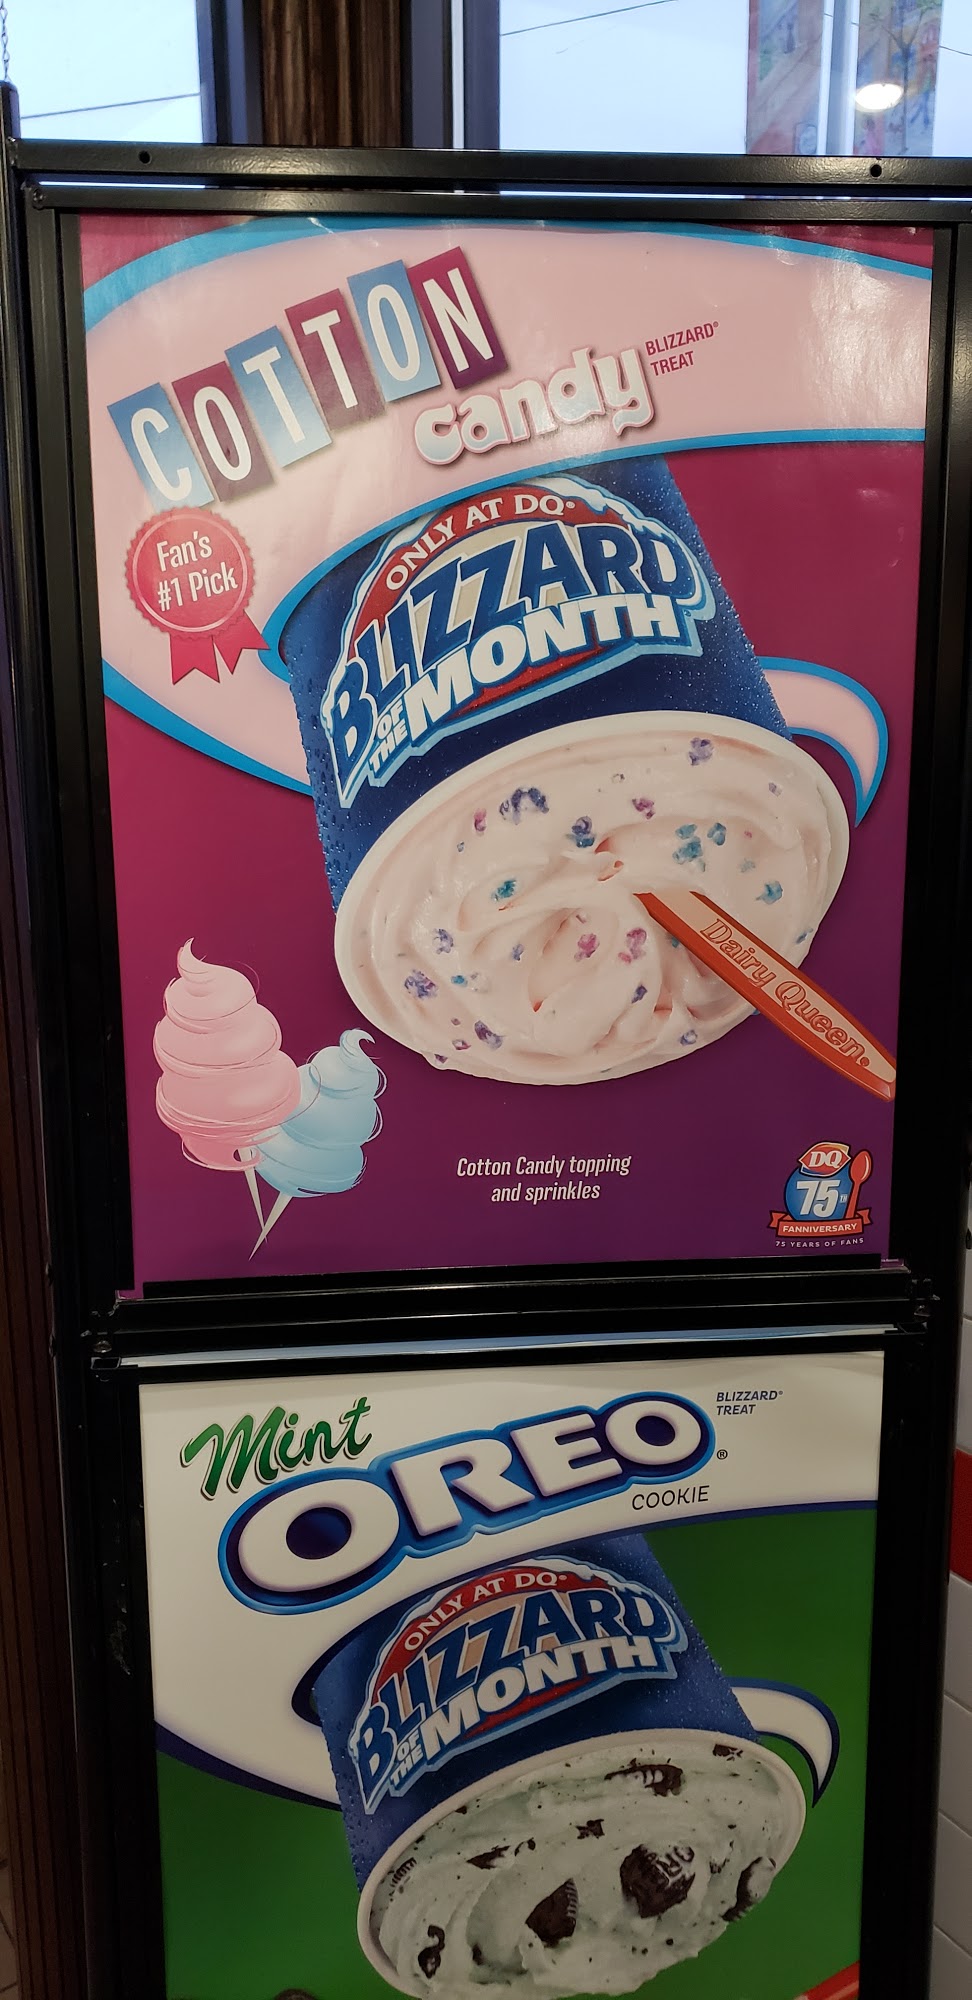 COTTON
candy
BLIZZARD®
TREAT
Fan's
#1 Pick
ONLY AT DQ®
BLIZZARD
OF
THE
MONTH
Dairy Queen®
Cotton Candy topping
and sprinkles
DQ
75TH
FANNIVERSARY
75 YEARS OF FANS
Mint
OREO®
BLIZZARD®
TREAT
COOKIE
ONLY AT DQ®
BLIZZARD
OF
THE
MONTH